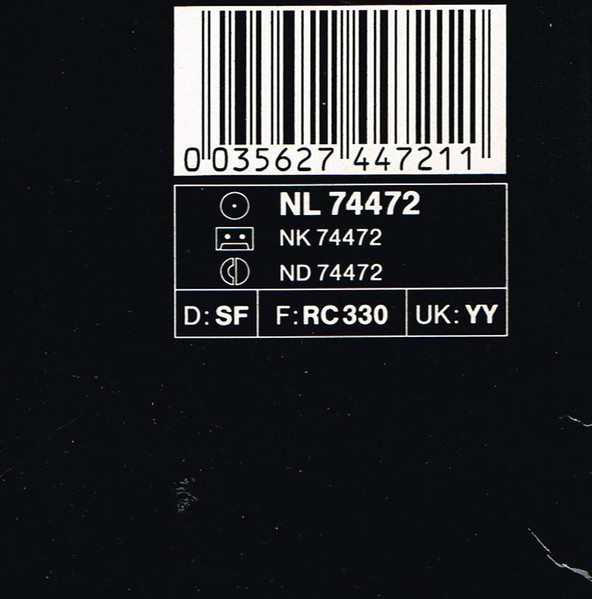 0 035627 447211
NL 74472
NK 74472
ND 74472
D: SF F: RC 330 UK: YY